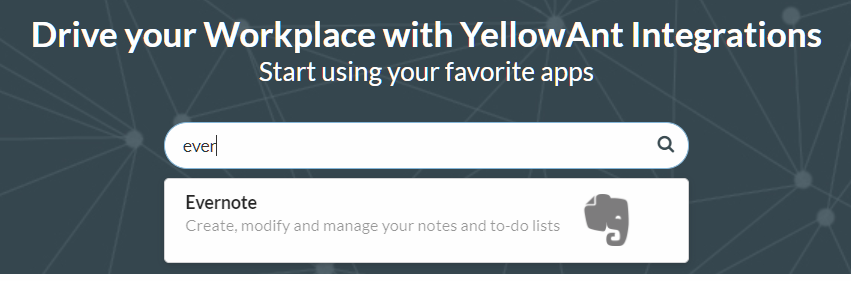 Drive your Workplace with YellowAnt Integrations
Start using your favorite apps
ever
Evernote
Create, modify and manage your notes and to-do lists